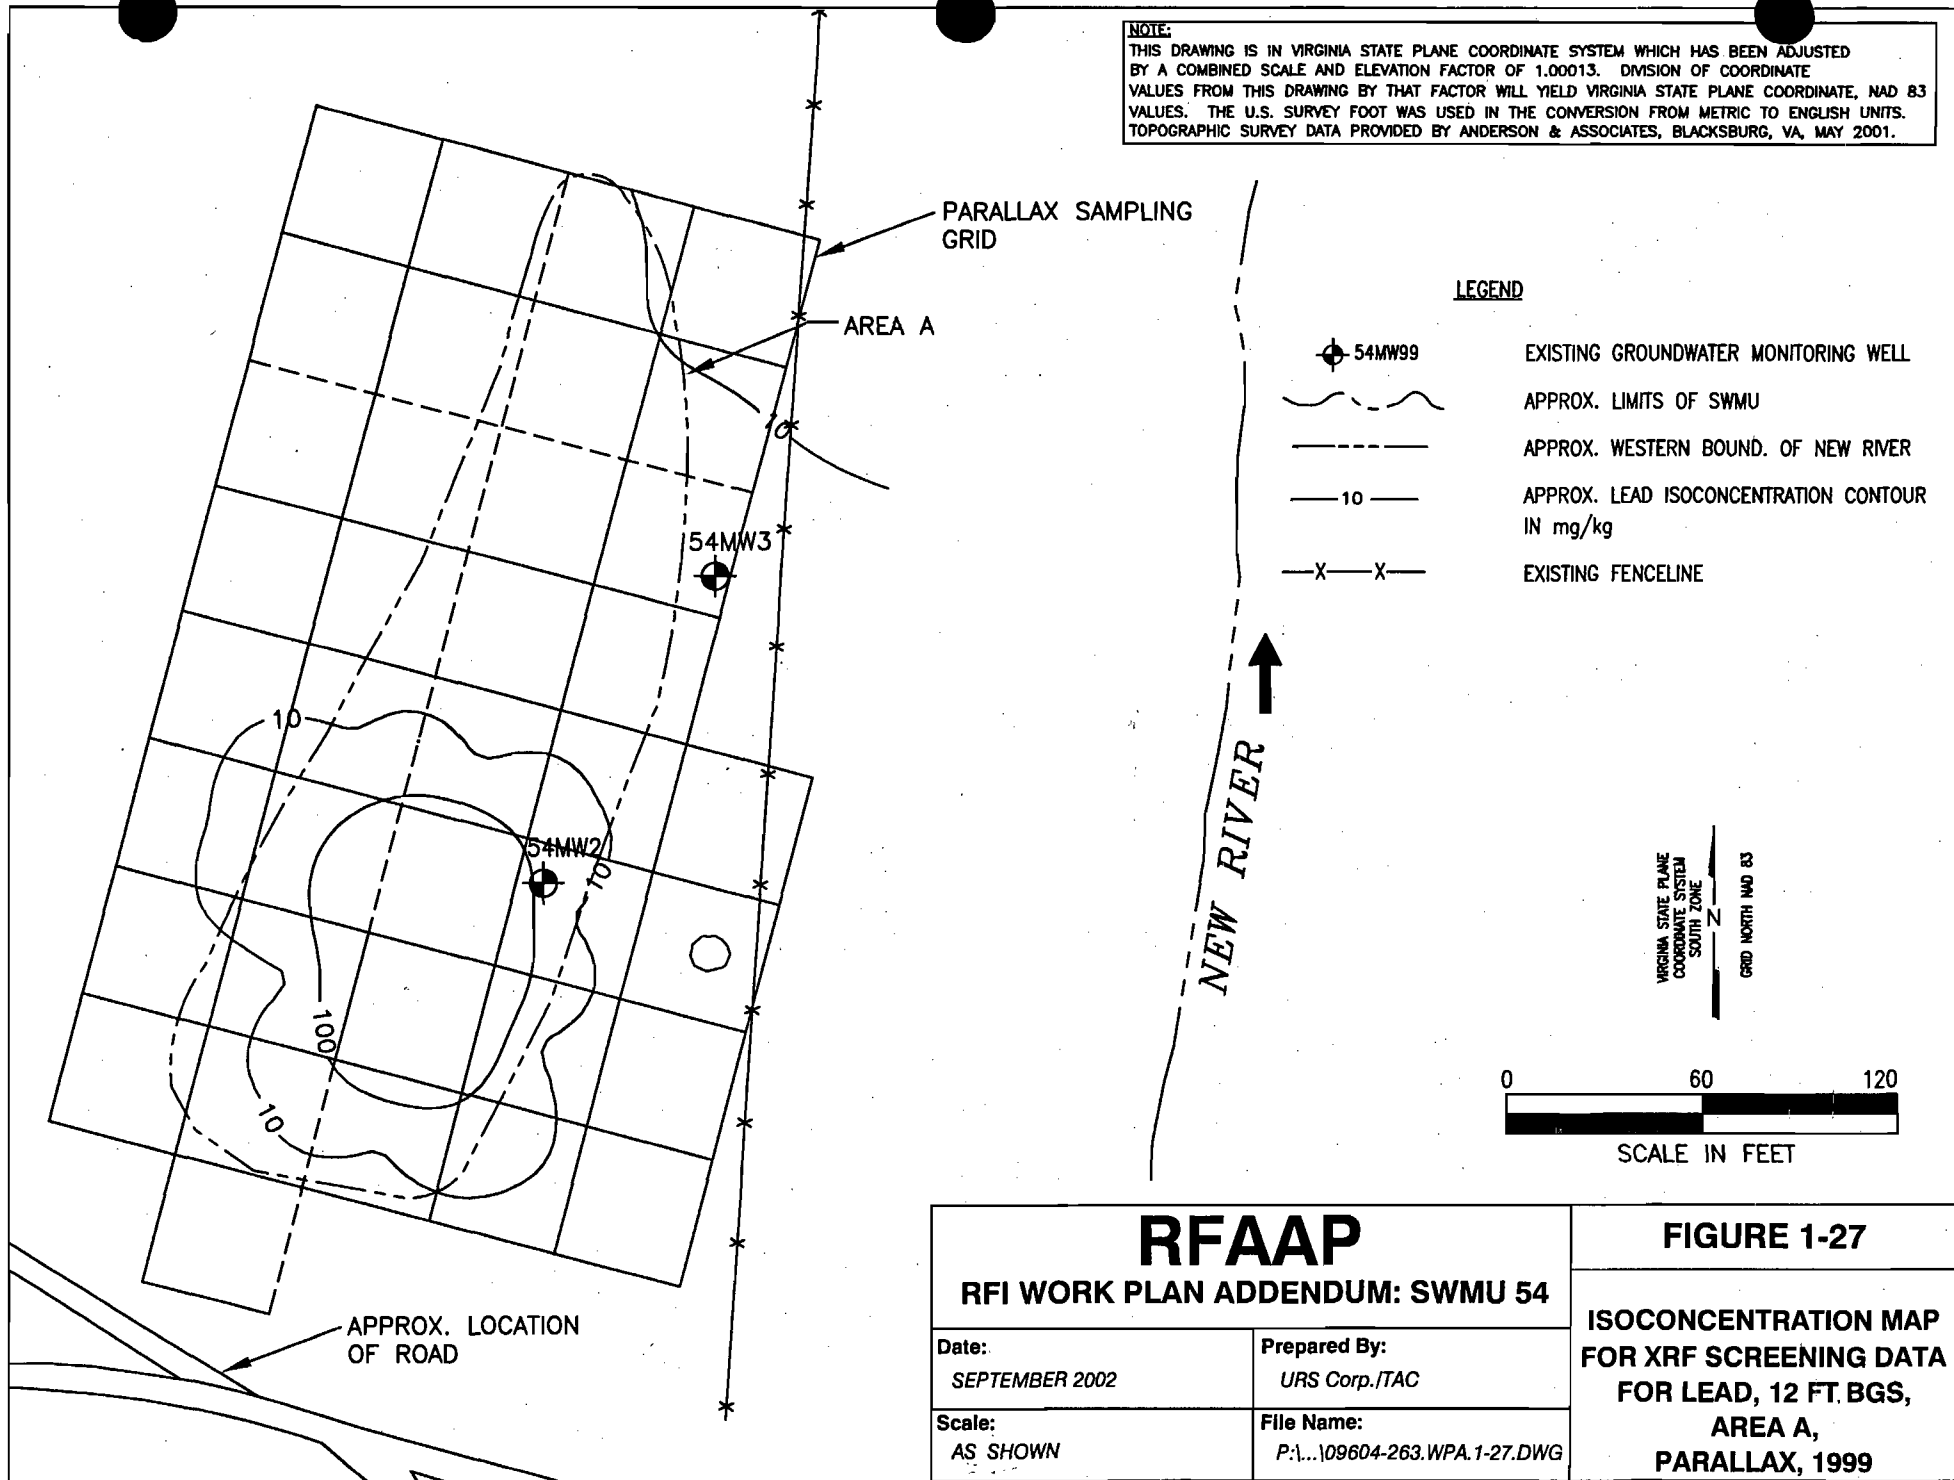 NOTE:
THIS DRAWING IS IN VIRGINIA STATE PLANE COORDINATE SYSTEM WHICH HAS BEEN ADJUSTED
BY A COMBINED SCALE AND ELEVATION FACTOR OF 1.00013. DIVISION OF COORDINATE
VALUES FROM THIS DRAWING BY THAT FACTOR WILL YIELD VIRGINIA STATE PLANE COORDINATE, NAD 83
VALUES. THE U.S. SURVEY FOOT WAS USED IN THE CONVERSION FROM METRIC TO ENGLISH UNITS.
TOPOGRAPHIC SURVEY DATA PROVIDED BY ANDERSON & ASSOCIATES, BLACKSBURG, VA, MAY 2001.
PARALLAX SAMPLING
GRID
AREA A
10
54MW3
10
54MW2
10
100
10
APPROX. LOCATION
OF ROAD
NEW RIVER
LEGEND
54MW99
EXISTING GROUNDWATER MONITORING WELL
APPROX. LIMITS OF SWMU
APPROX. WESTERN BOUND. OF NEW RIVER
10
APPROX. LEAD ISOCONCENTRATION CONTOUR
IN mg/kg
X X
EXISTING FENCELINE
VIRGINIA STATE PLANE
COORDINATE SYSTEM
SOUTH ZONE
N
GRID NORTH NAD 83
0 60 120
SCALE IN FEET
RFAAP
RFI WORK PLAN ADDENDUM: SWMU 54
Date:
SEPTEMBER 2002
Prepared By:
URS Corp./TAC
Scale:
AS SHOWN
File Name:
P:\...\09604-263.WPA.1-27.DWG
FIGURE 1-27
ISOCONCENTRATION MAP
FOR XRF SCREENING DATA
FOR LEAD, 12 FT. BGS,
AREA A,
PARALLAX, 1999